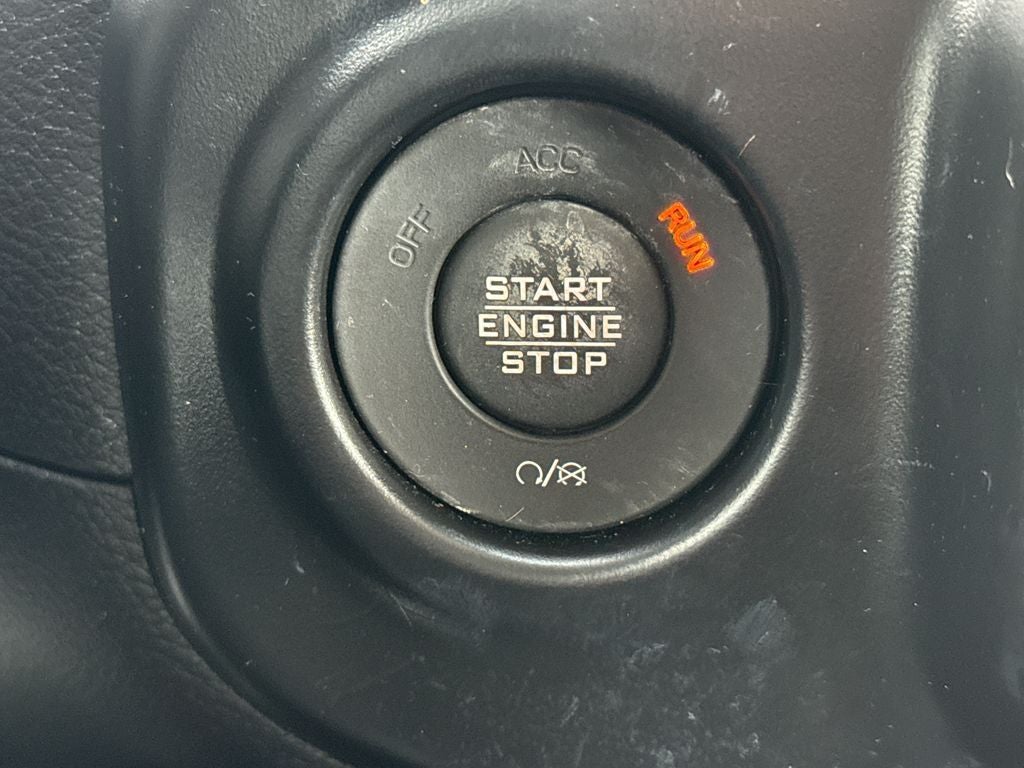 ACC
OFF
RUN
START
ENGINE
STOP